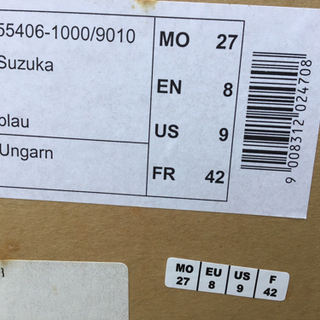 55406-1000/9010
Suzuka
blau
Ungarn
MO 27
EN 8
US 9
FR 42
9 008312 024708
MO EU US F
27 8 9 42